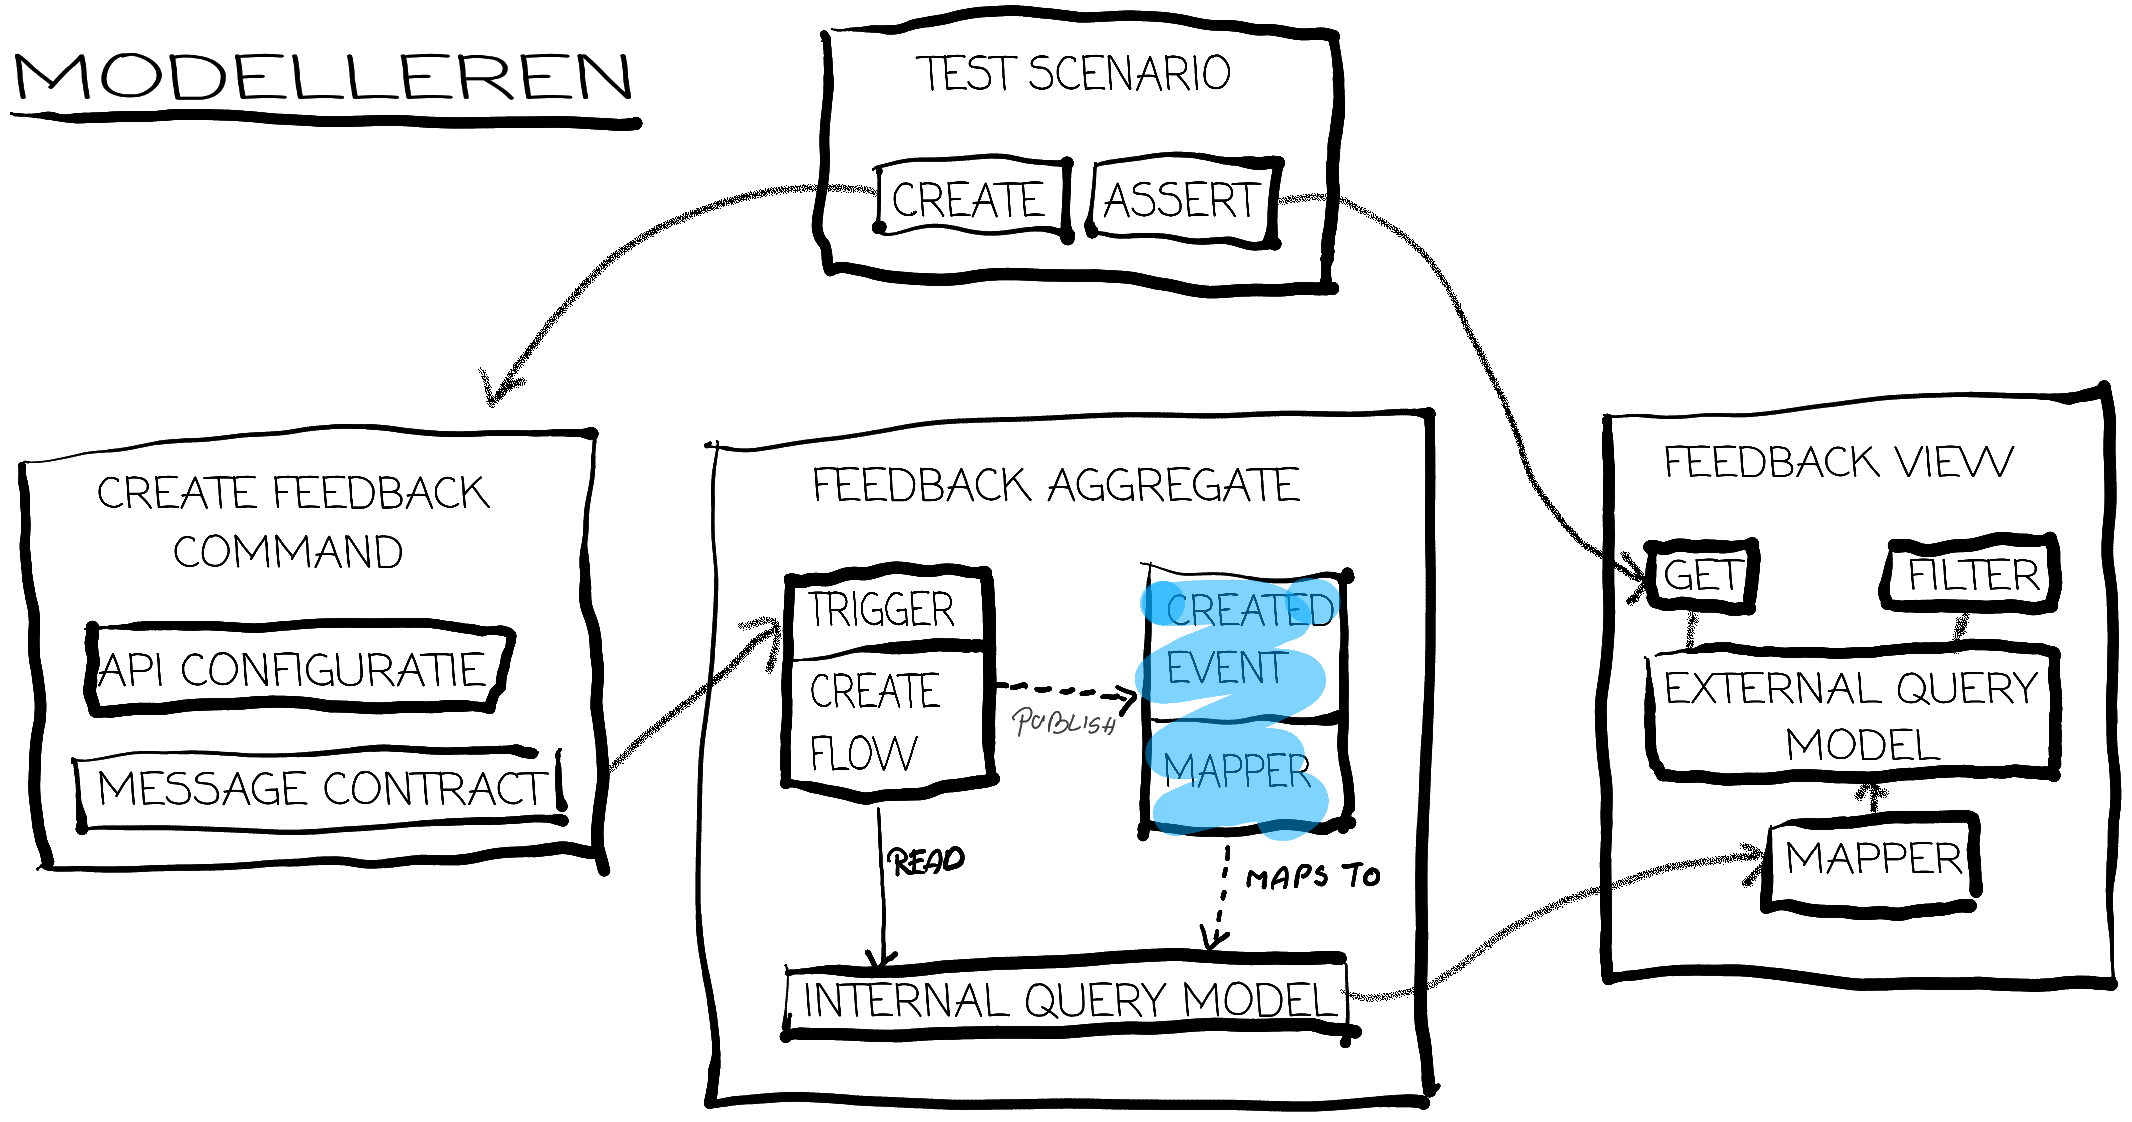 MODELLEREN
TEST SCENARIO
CREATE
ASSERT
CREATE FEEDBACK
COMMAND
API CONFIGURATIE
MESSAGE CONTRACT
FEEDBACK AGGREGATE
TRIGGER
CREATE
FLOW
PUBLISH
CREATED
EVENT
MAPPER
READ
MAPS TO
INTERNAL QUERY MODEL
FEEDBACK VIEW
GET
FILTER
EXTERNAL QUERY
MODEL
MAPPER